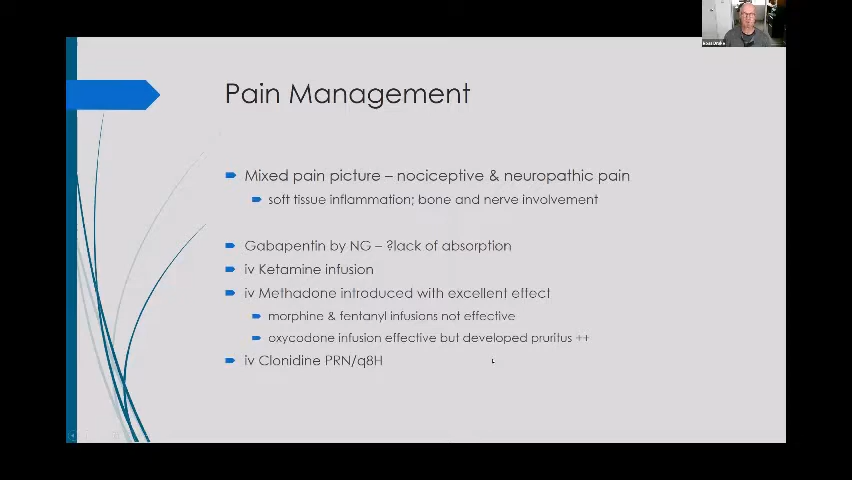 Ross Drake
Pain Management
Mixed pain picture – nociceptive & neuropathic pain
soft tissue inflammation; bone and nerve involvement
Gabapentin by NG – ?lack of absorption
iv Ketamine infusion
iv Methadone introduced with excellent effect
morphine & fentanyl infusions not effective
oxycodone infusion effective but developed pruritus ++
iv Clonidine PRN/q8H